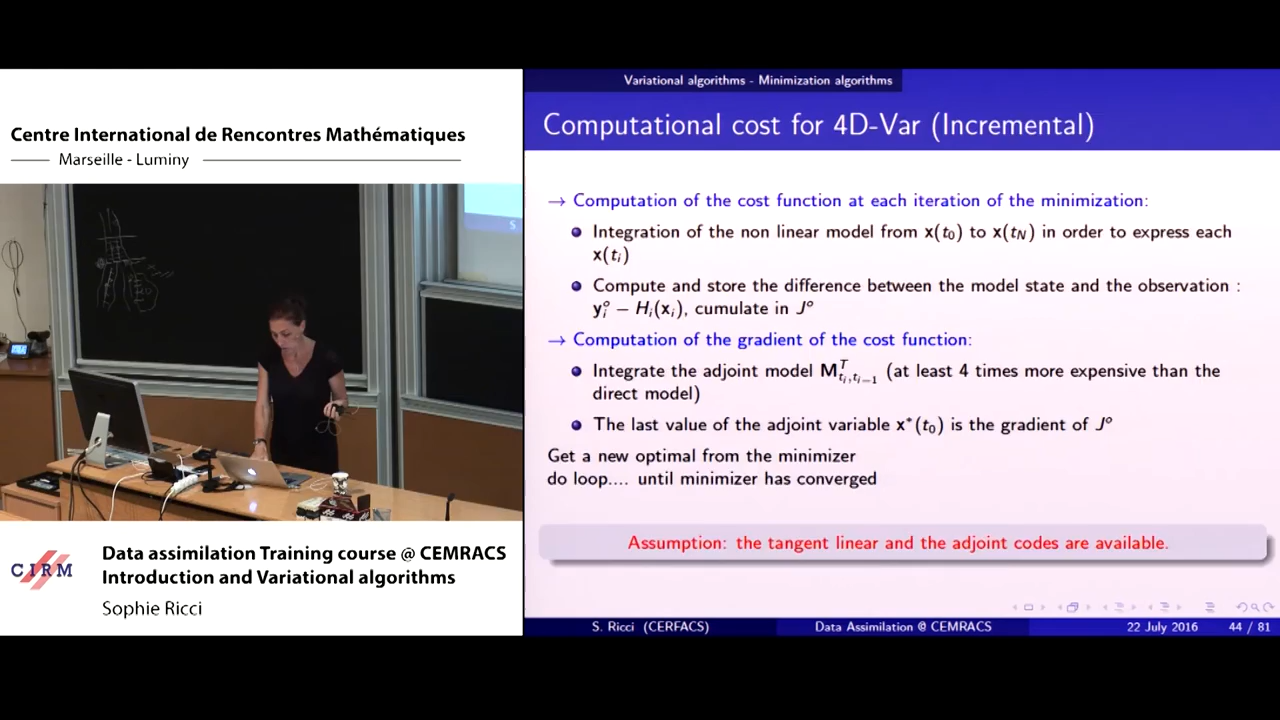 Centre International de Rencontres Mathématiques
Marseille - Luminy
Data assimilation Training course @ CEMRACS
Introduction and Variational algorithms
Sophie Ricci
CIRM
Variational algorithms - Minimization algorithms
Computational cost for 4D-Var (Incremental)
→ Computation of the cost function at each iteration of the minimization:
Integration of the non linear model from x(t₀) to x(t_N) in order to express each
x(t_i)
Compute and store the difference between the model state and the observation :
y_i^o − H_i(x_i), cumulate in J^o
→ Computation of the gradient of the cost function:
Integrate the adjoint model M^T_{t_i,t_{i−1}} (at least 4 times more expensive than the
direct model)
The last value of the adjoint variable x*(t₀) is the gradient of J^o
Get a new optimal from the minimizer
do loop.... until minimizer has converged
Assumption: the tangent linear and the adjoint codes are available.
S. Ricci (CERFACS)
Data Assimilation @ CEMRACS
22 July 2016
44 / 81